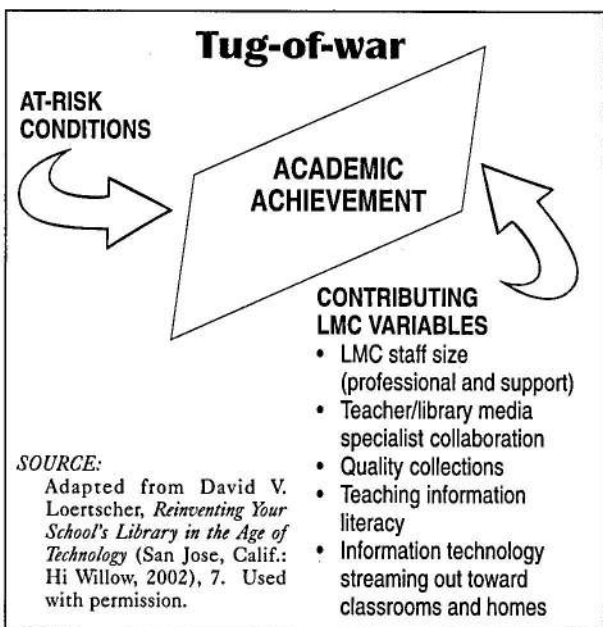 Tug-of-war
AT-RISK
CONDITIONS
ACADEMIC
ACHIEVEMENT
CONTRIBUTING
LMC VARIABLES
• LMC staff size
(professional and support)
• Teacher/library media
specialist collaboration
• Quality collections
• Teaching information
literacy
• Information technology
streaming out toward
classrooms and homes
SOURCE:
Adapted from David V.
Loertscher, Reinventing Your
School's Library in the Age of
Technology (San Jose, Calif.:
Hi Willow, 2002), 7. Used
with permission.